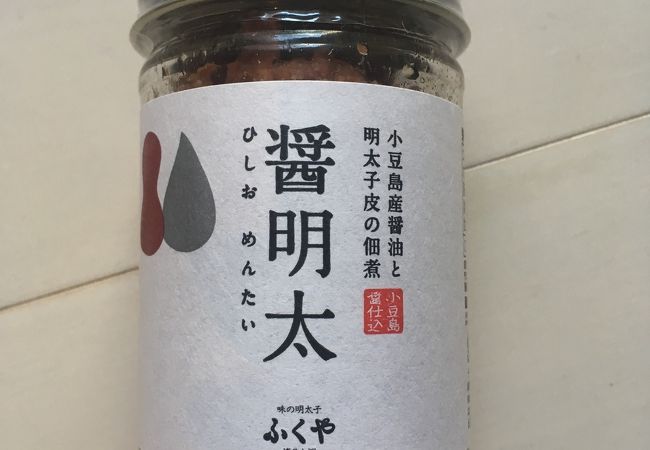 小豆島産醤油と
明太子皮の佃煮
小豆島
醤仕込
醤明太
ひしお めんたい
味の明太子
ふくや